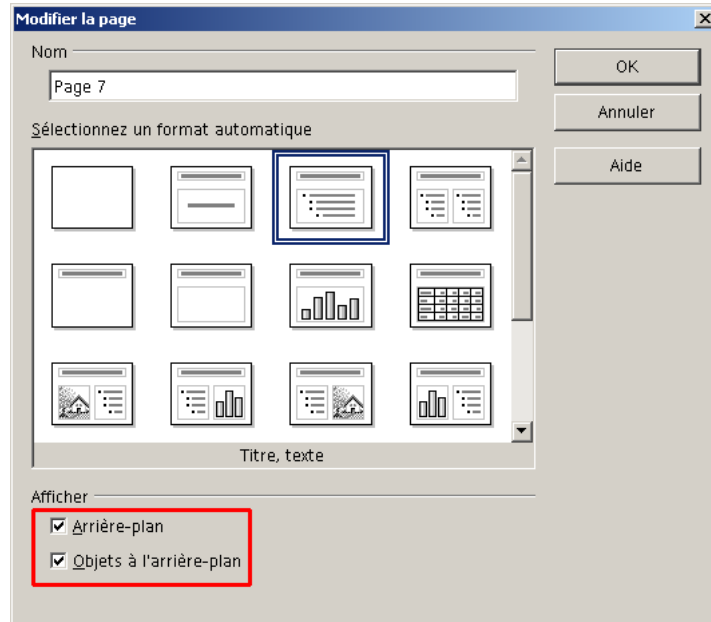 Modifier la page
Nom
Page 7
OK
Annuler
Aide
Sélectionnez un format automatique
Titre, texte
Afficher
Arrière-plan
Objets à l'arrière-plan